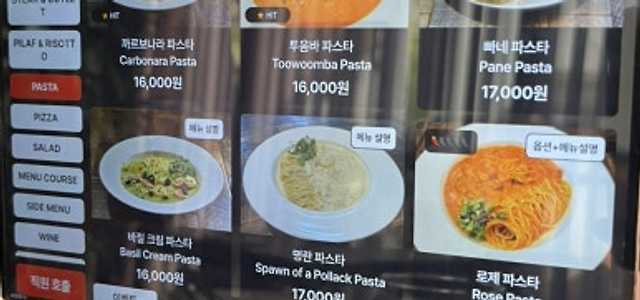 PILAF & RISOTT
O
PASTA
PIZZA
SALAD
MENU COURSE
SIDE MENU
WINE
직원 호출
HIT
까르보나라 파스타
Carbonara Pasta
16,000원
HIT
투움바 파스타
Toowoomba Pasta
16,000원
빠네 파스타
Pane Pasta
17,000원
메뉴 설명
바질 크림 파스타
Basil Cream Pasta
16,000원
메뉴 설명
명란 파스타
Spawn of a Pollack Pasta
17,000원
옵션+메뉴설명
로제 파스타
Rose Pasta